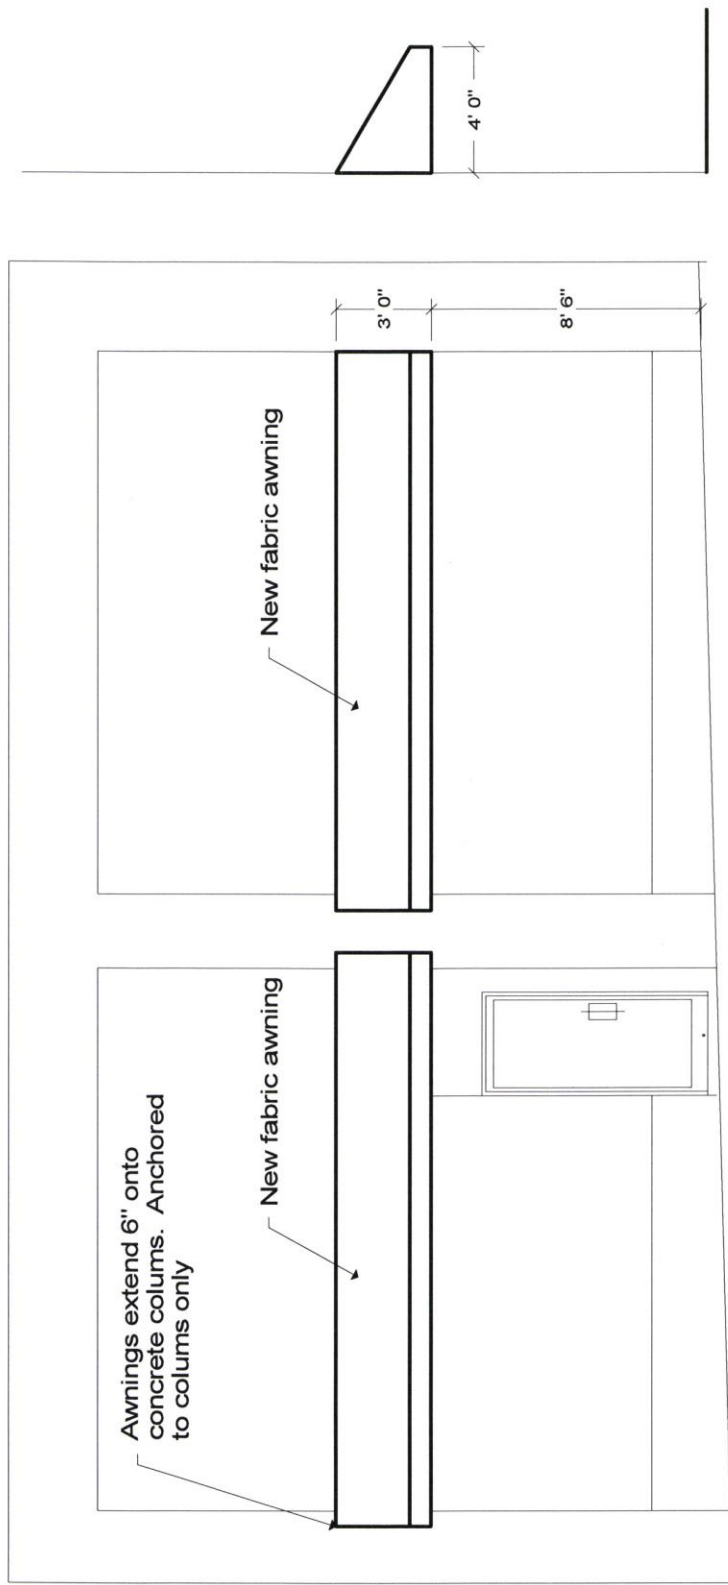 Awnings extend 6" onto
concrete colums. Anchored
to colums only
New fabric awning
New fabric awning
3' 0"
8' 6"
4' 0"